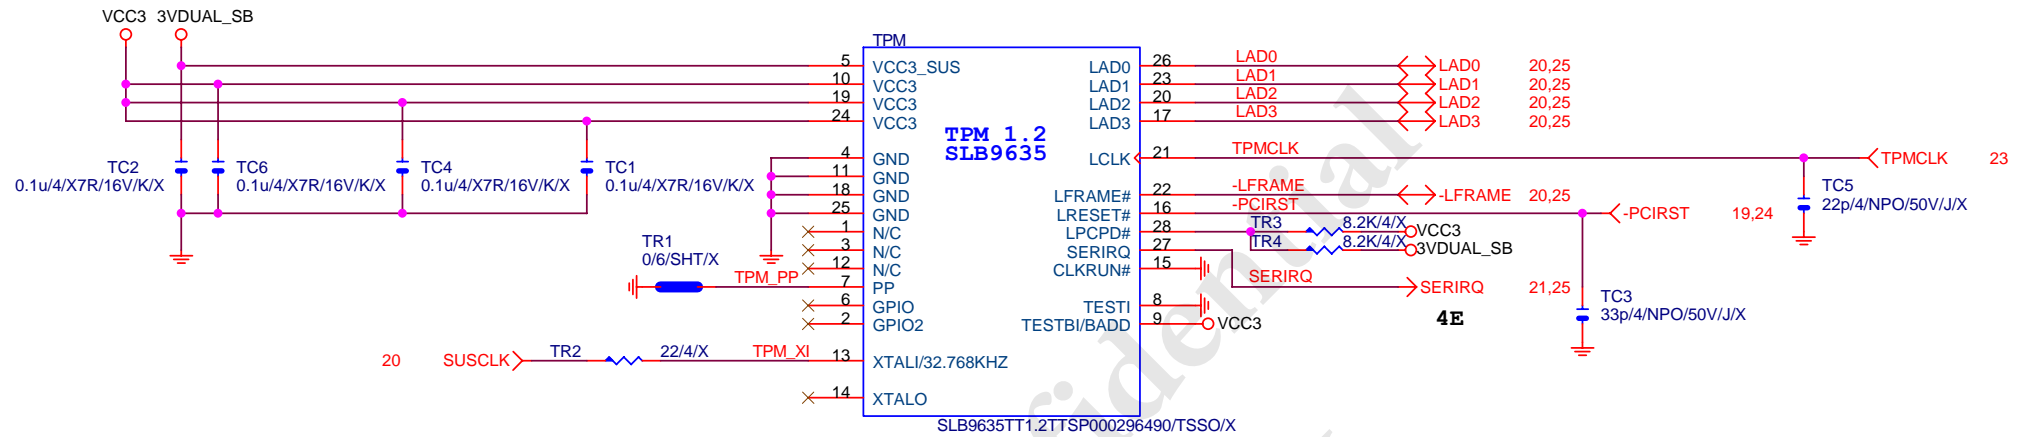 VCC3 3VDUAL_SB
TPM
5 VCC3_SUS
10 VCC3
19 VCC3
24 VCC3
4 GND
11 GND
18 GND
25 GND
1 N/C
3 N/C
12 N/C
7 PP
6 GPIO
2 GPIO2
13 XTALI/32.768KHZ
14 XTALO
TPM 1.2
SLB9635
LAD0 26 LAD0 LAD0 20,25
LAD1 23 LAD1 LAD1 20,25
LAD2 20 LAD2 LAD2 20,25
LAD3 17 LAD3 LAD3 20,25
LCLK 21 TPMCLK TPMCLK 23
LFRAME# 22 -LFRAME -LFRAME 20,25
LRESET# 16 -PCIRST -PCIRST 19,24
LPCPD# 28 TR3 8.2K/4/X VCC3
TR4 8.2K/4/X 3VDUAL_SB
SERIRQ 27 SERIRQ SERIRQ 21,25
CLKRUN# 15
TESTI 8
TESTBI/BADD 9 VCC3
4E
TC2
0.1u/4/X7R/16V/K/X
TC6
0.1u/4/X7R/16V/K/X
TC4
0.1u/4/X7R/16V/K/X
TC1
0.1u/4/X7R/16V/K/X
TR1
0/6/SHT/X
TPM_PP
20 SUSCLK TR2 22/4/X TPM_XI
TC5
22p/4/NPO/50V/J/X
TC3
33p/4/NPO/50V/J/X
SLB9635TT1.2TTSP000296490/TSSO/X
fidential